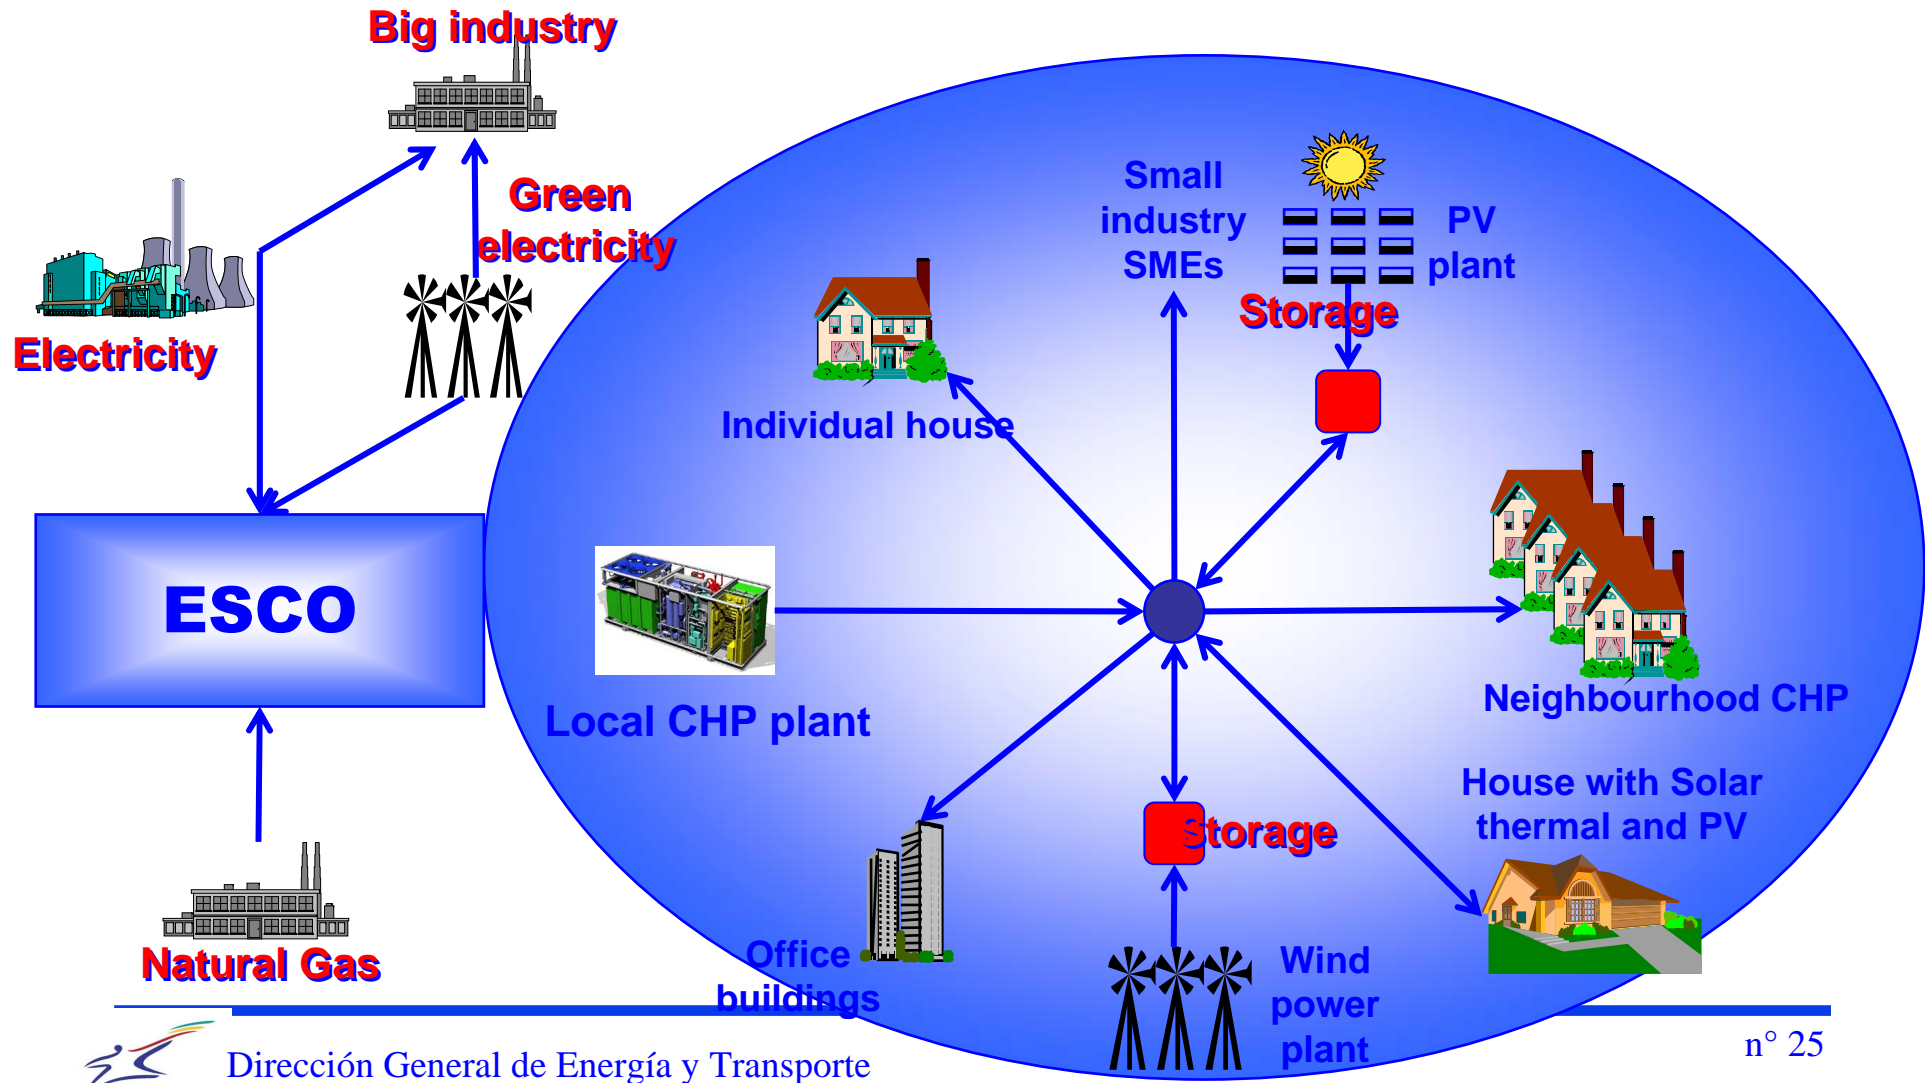 Big industry
Green
electricity
Electricity
ESCO
Natural Gas
Small
industry
SMEs
PV
plant
Storage
Individual house
Local CHP plant
Neighbourhood CHP
House with Solar
thermal and PV
Storage
Office
buildings
Wind
power
plant
Dirección General de Energía y Transporte
n° 25